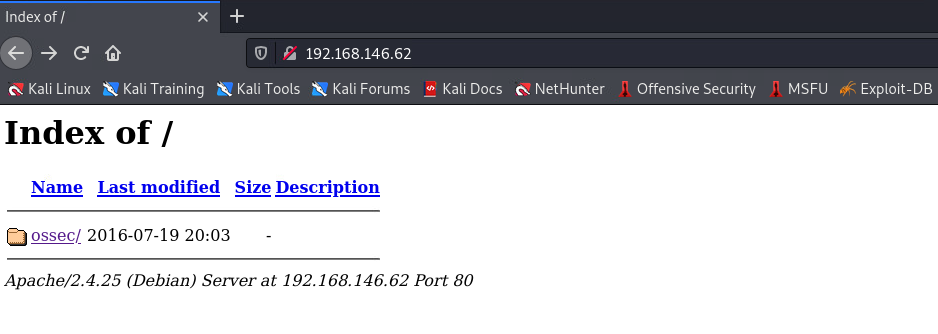 Index of /
192.168.146.62
Kali Linux Kali Training Kali Tools Kali Forums Kali Docs NetHunter Offensive Security MSFU Exploit-DB
Index of /
Name Last modified Size Description
ossec/ 2016-07-19 20:03 -
Apache/2.4.25 (Debian) Server at 192.168.146.62 Port 80